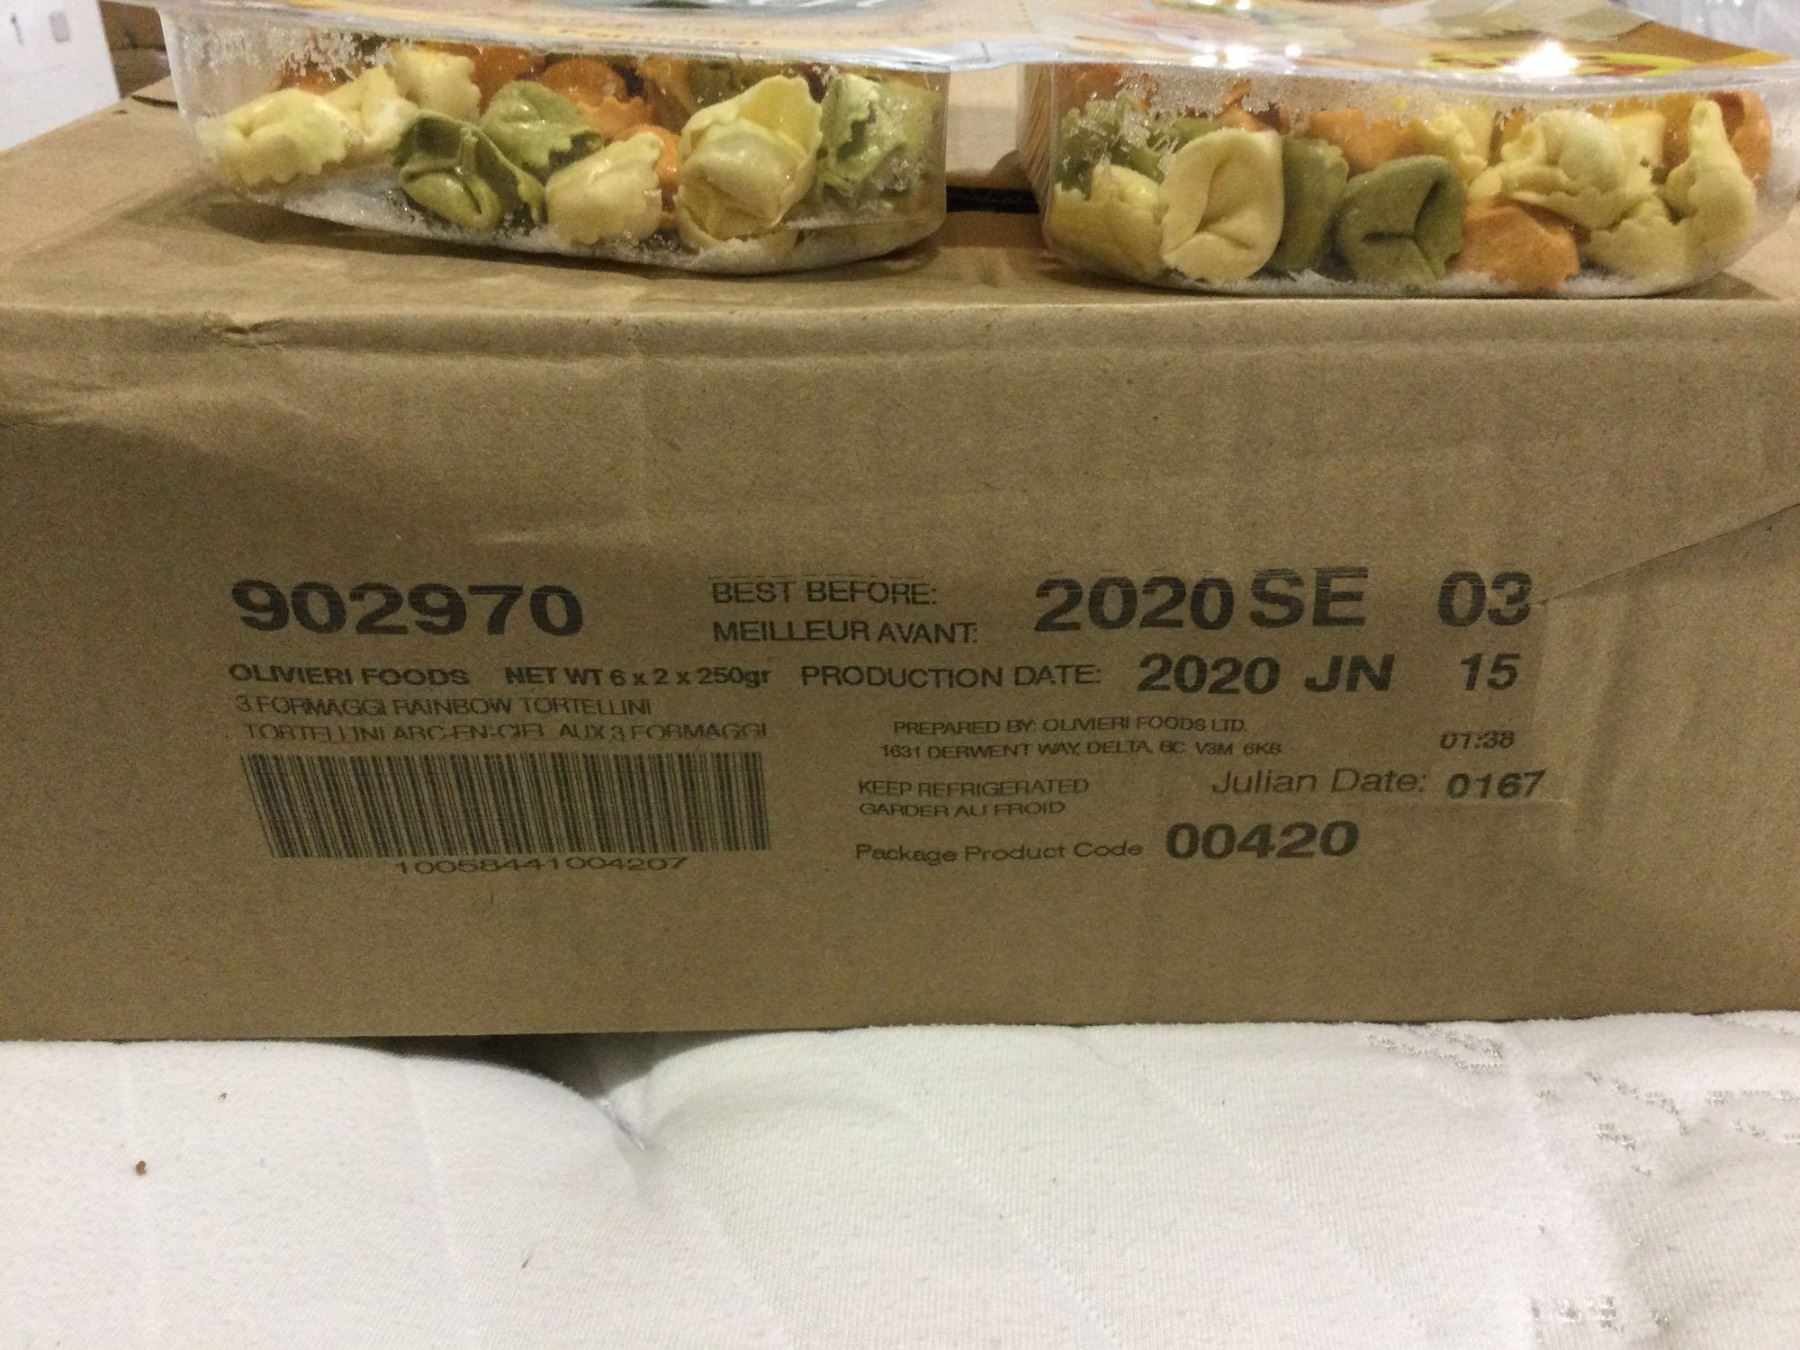 902970
BEST BEFORE:
MEILLEUR AVANT:
2020 SE 03
OLIVIERI FOODS NET WT 6 x 2 x 250gr
PRODUCTION DATE: 2020 JN 15
3 FORMAGGI RAINBOW TORTELLINI
TORTELLINI ARC-EN-CIEL AUX 3 FORMAGGI
PREPARED BY: OLIVIERI FOODS LTD.
1631 DERWENT WAY, DELTA, BC V3M 6K8
07:38
KEEP REFRIGERATED
GARDER AU FROID
Julian Date: 0167
Package Product Code 00420
10058441004207